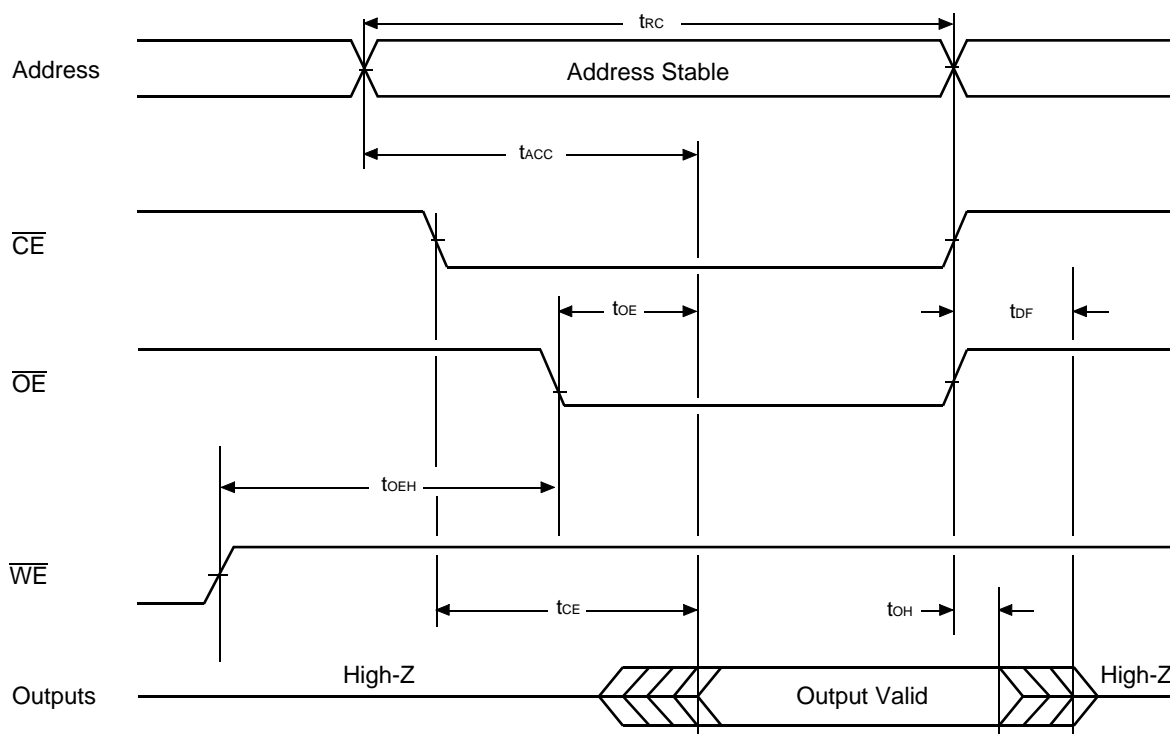 tRC
Address
Address Stable
tACC
CE
tOE
tDF
OE
tOEH
WE
tCE
tOH
High-Z
High-Z
Outputs
Output Valid